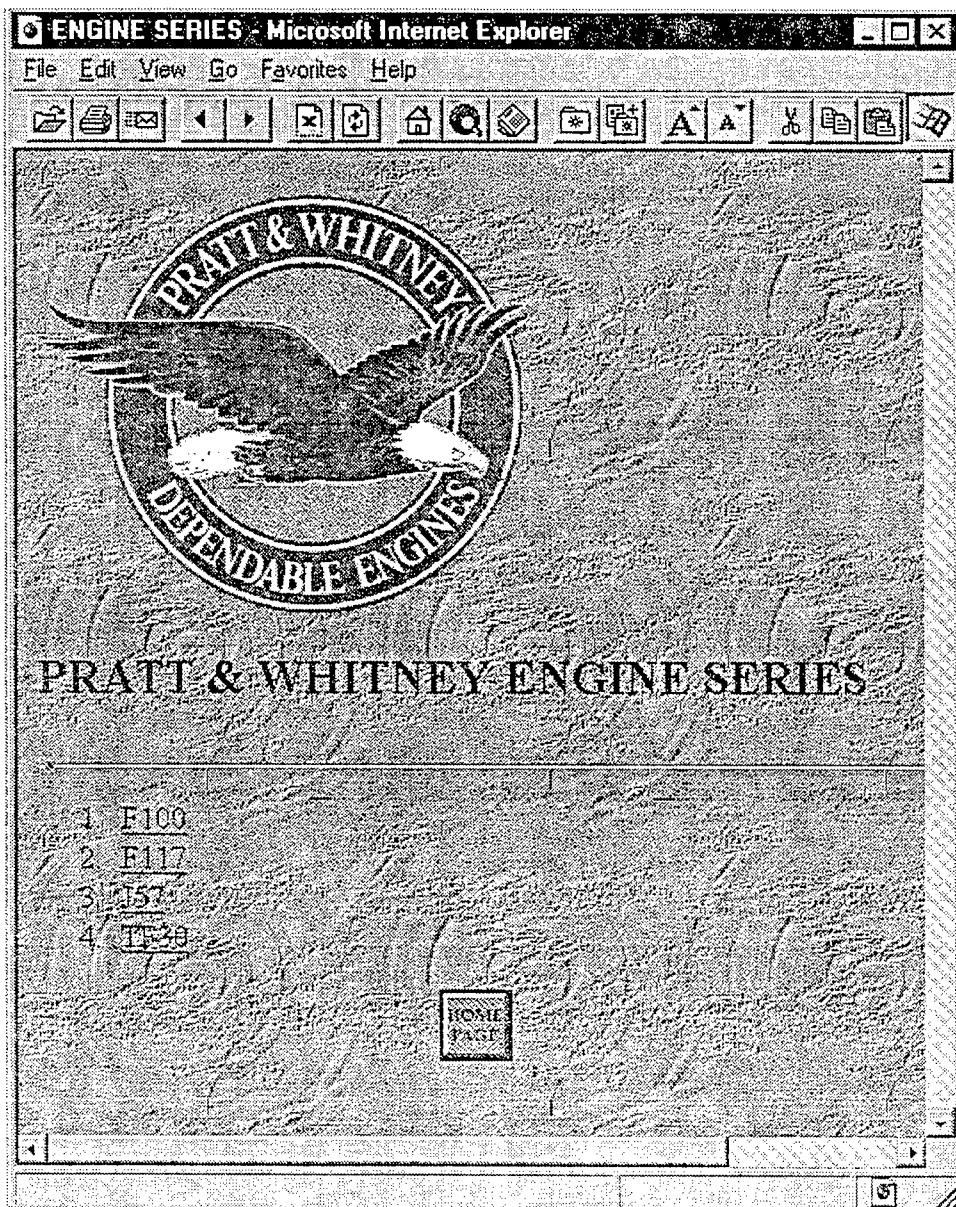 ENGINE SERIES - Microsoft Internet Explorer
File Edit View Go Favorites Help
PRATT & WHITNEY
DEPENDABLE ENGINES
PRATT & WHITNEY ENGINE SERIES
1 F100
2 F117
3 J57
4 TF30
HOME
PAGE